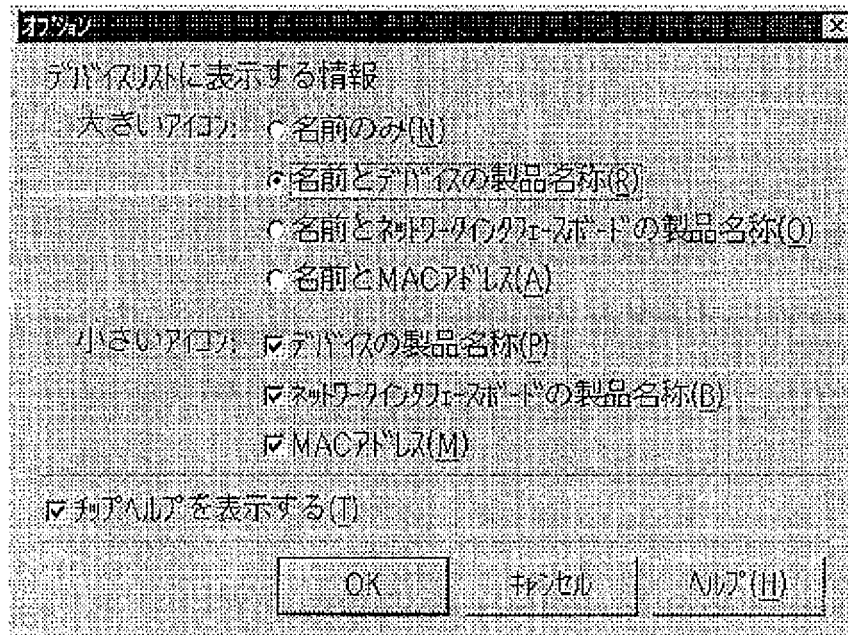 オプション
デバイスリストに表示する情報
大きいアイコン: 名前のみ(N)
名前とデバイスの製品名称(R)
名前とネットワークインタフェースボードの製品名称(O)
名前とMACアドレス(A)
小さいアイコン: デバイスの製品名称(P)
ネットワークインタフェースボードの製品名称(B)
MACアドレス(M)
チップヘルプを表示する(T)
OK キャンセル ヘルプ(H)